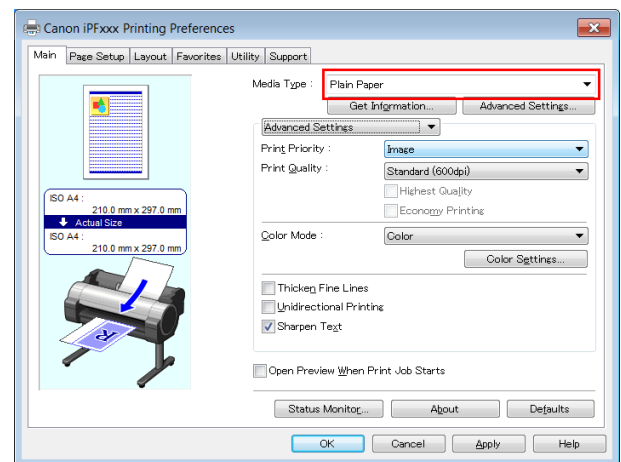 Canon iPFxxx Printing Preferences
Main Page Setup Layout Favorites Utility Support
Media Type : Plain Paper
Get Information... Advanced Settings...
Advanced Settings
Print Priority : Image
Print Quality : Standard (600dpi)
Highest Quality
Economy Printing
ISO A4 :
210.0 mm x 297.0 mm
Actual Size
ISO A4 :
210.0 mm x 297.0 mm
Color Mode : Color
Color Settings...
Thicken Fine Lines
Unidirectional Printing
Sharpen Text
Open Preview When Print Job Starts
Status Monitor... About Defaults
OK Cancel Apply Help